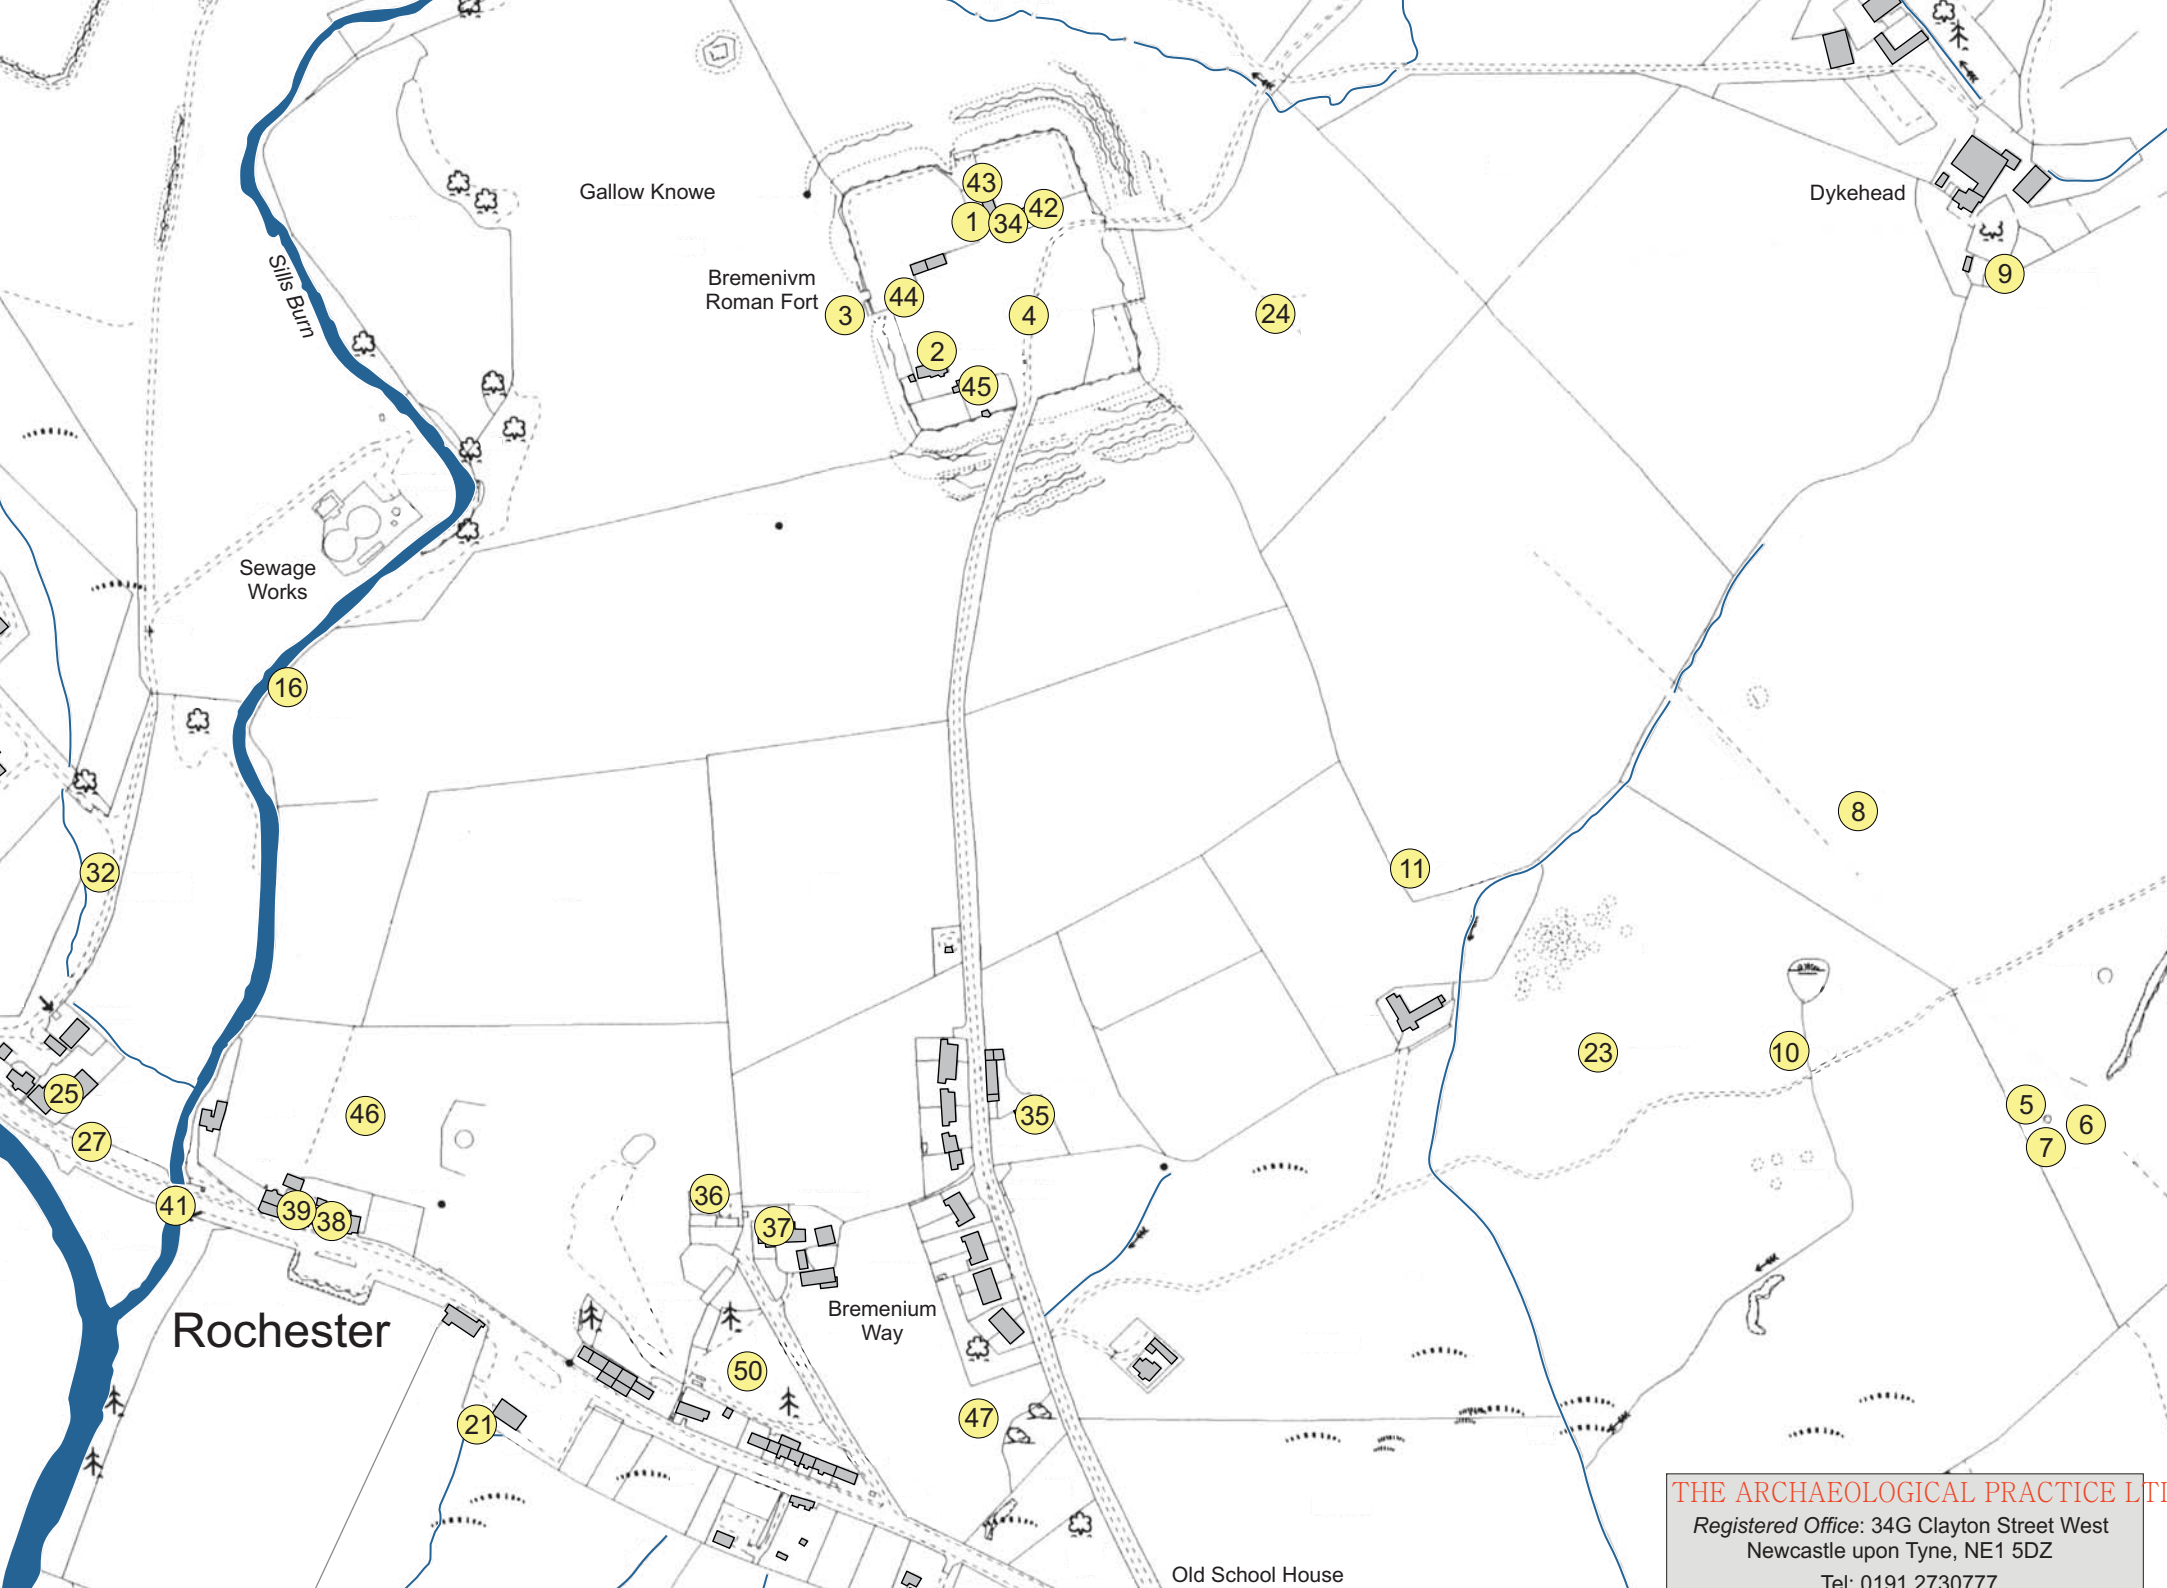 Gallow Knowe
Dykehead
43
42
1
34
Bremenivm
Roman Fort
Sills Burn
9
44
3
4
24
2
45
Sewage
Works
16
8
11
32
23
10
25
46
35
5
6
27
7
36
41
39
38
37
Rochester
Bremenium
Way
50
21
47
THE ARCHAEOLOGICAL PRACTICE LT
Registered Office: 34G Clayton Street West
Newcastle upon Tyne, NE1 5DZ
Old School House
Tel: 0191 2730777